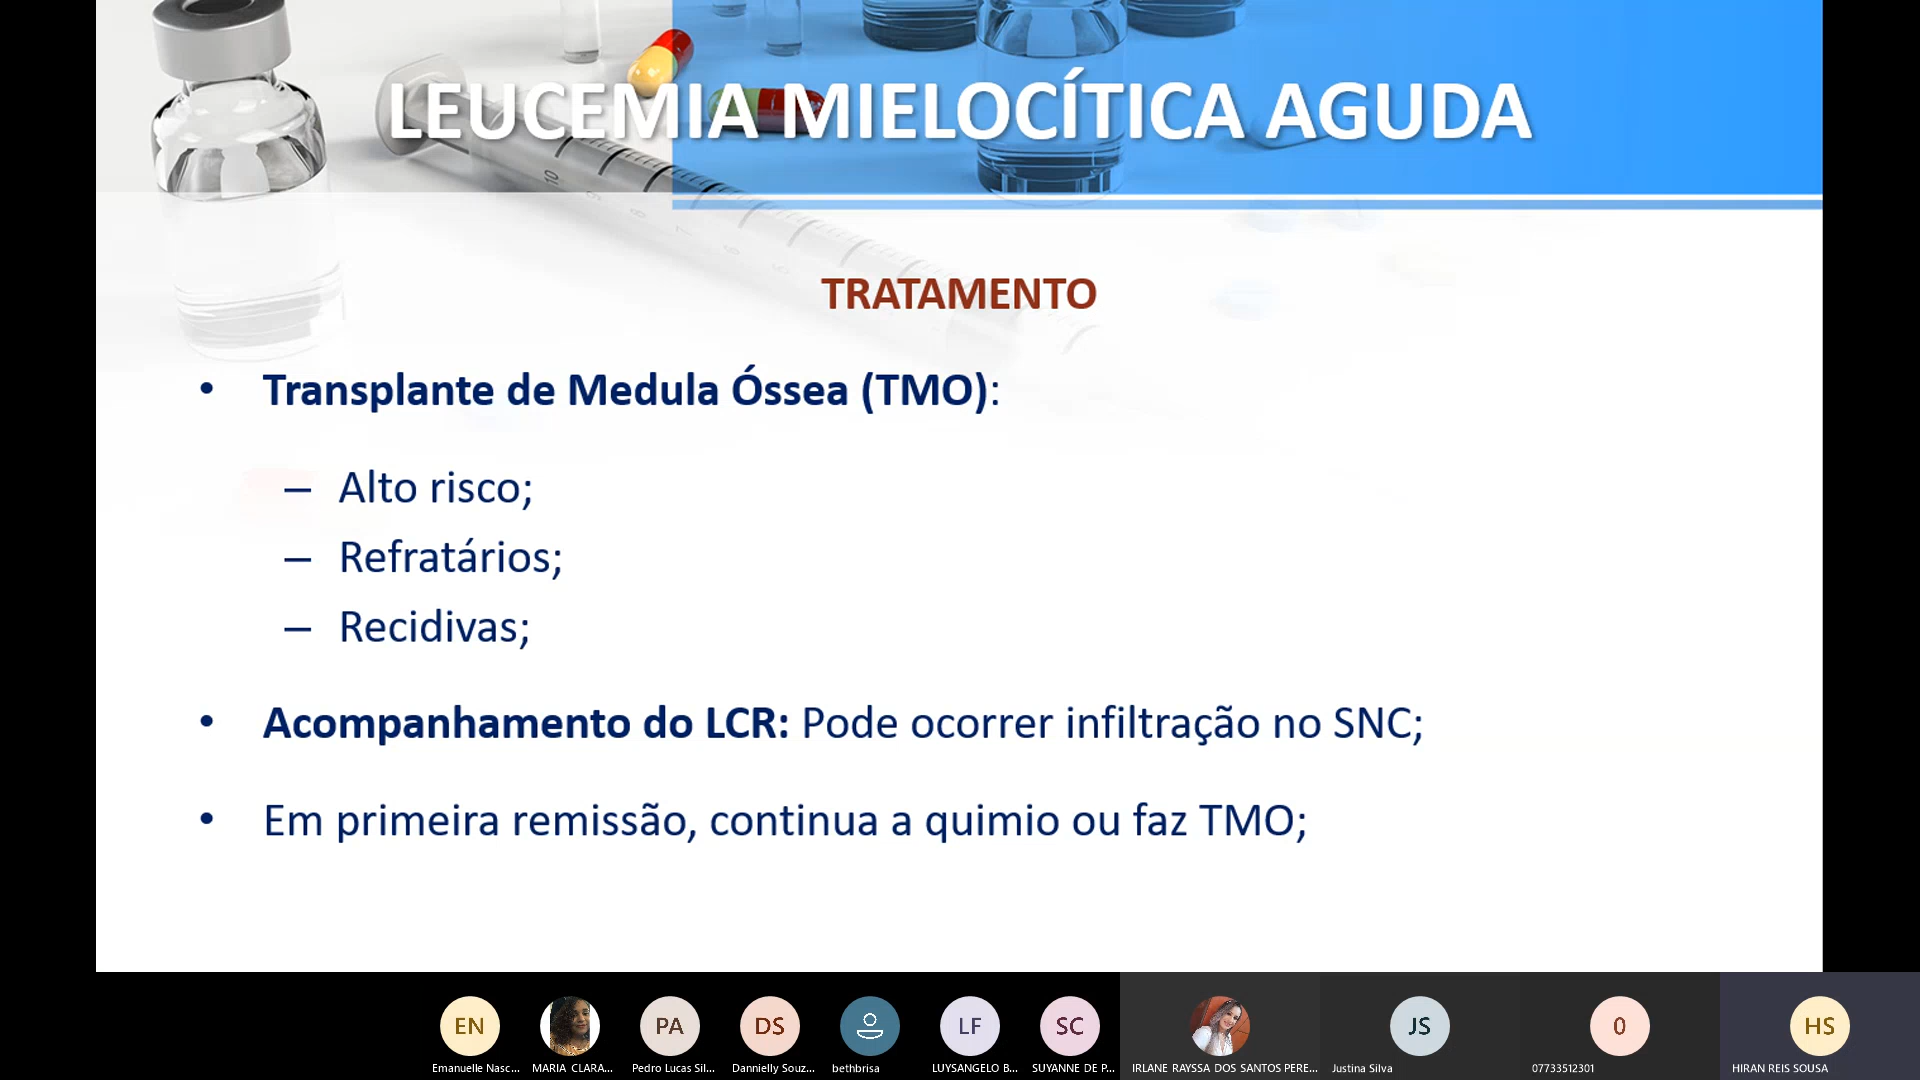 LEUCEMIA MIELOCÍTICA AGUDA
TRATAMENTO
• Transplante de Medula Óssea (TMO):
– Alto risco;
– Refratários;
– Recidivas;
• Acompanhamento do LCR: Pode ocorrer infiltração no SNC;
• Em primeira remissão, continua a quimio ou faz TMO;
EN PA DS LF SC JS 0 HS
Emanuelle Nasc... MARIA CLARA... Pedro Lucas Sil... Dannielly Souz... bethbrisa LUYSANGELO B... SUYANNE DE P... IRLANE RAYSSA DOS SANTOS PERE... Justina Silva 07733512301 HIRAN REIS SOUSA